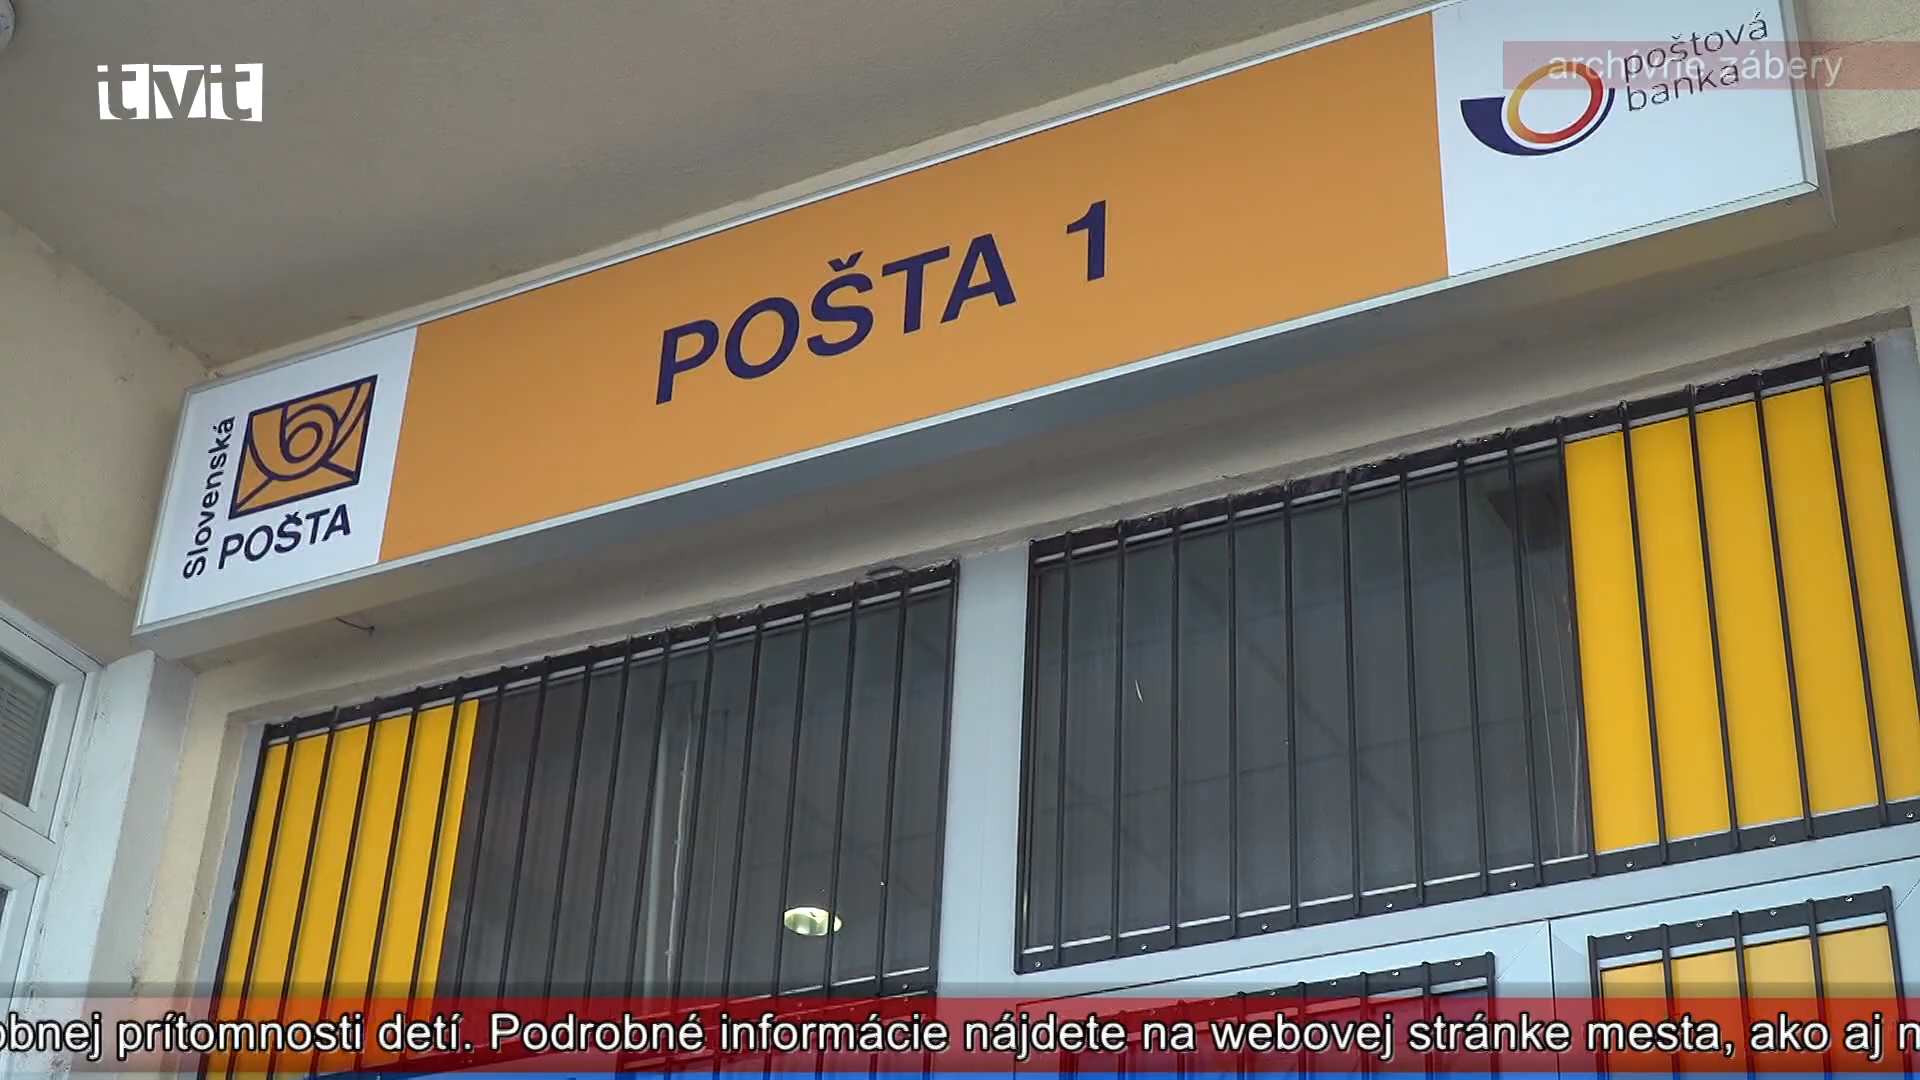 tvit
archívne zábery
poštová
banka
POŠTA 1
Slovenská
POŠTA
prítomnosti detí. Podrobné informácie nájdete na webovej stránke mesta, ako aj